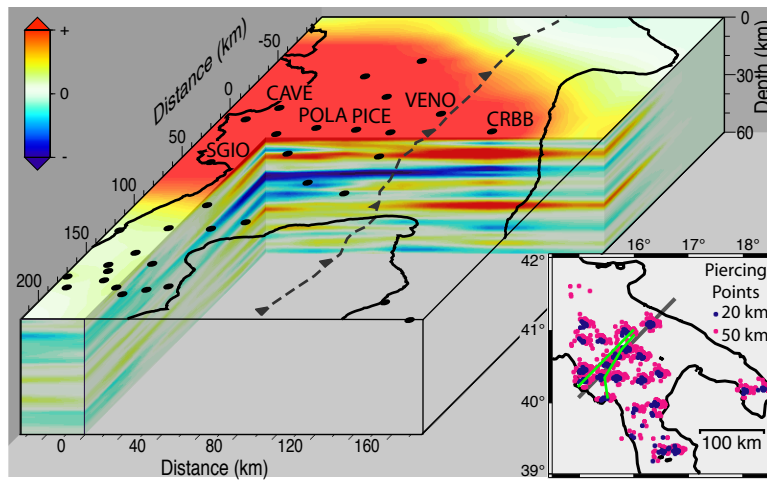 +
0
-
Distance (km)
-50
0
50
100
150
200
0
30
60
Depth (km)
CAVE
POLA PICE
VENO
CRBB
SGIO
0
40
80
120
160
Distance (km)
16°
17°
18°
42°
41°
40°
39°
Piercing
Points
20 km
50 km
100 km